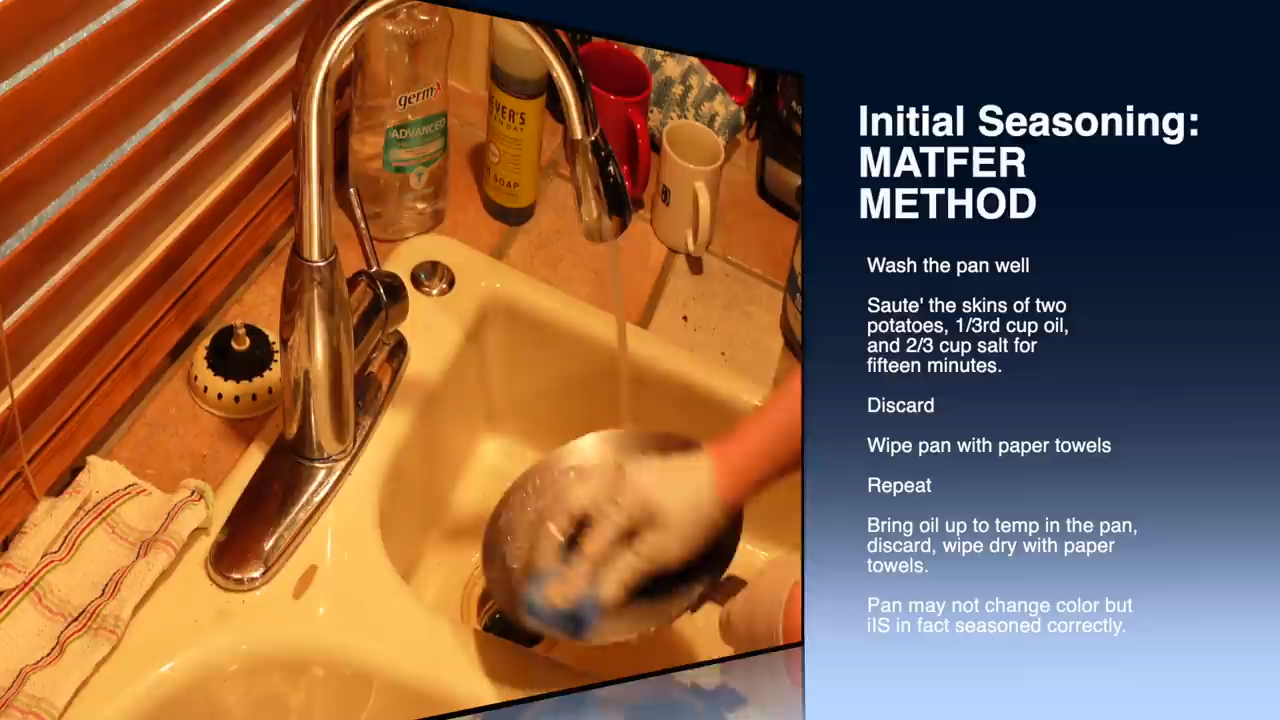 germx
ADVANCED
SOAP
Initial Seasoning:
MATFER
METHOD
Wash the pan well
Saute' the skins of two
potatoes, 1/3rd cup oil,
and 2/3 cup salt for
fifteen minutes.
Discard
Wipe pan with paper towels
Repeat
Bring oil up to temp in the pan,
discard, wipe dry with paper
towels.
Pan may not change color but
iIS in fact seasoned correctly.